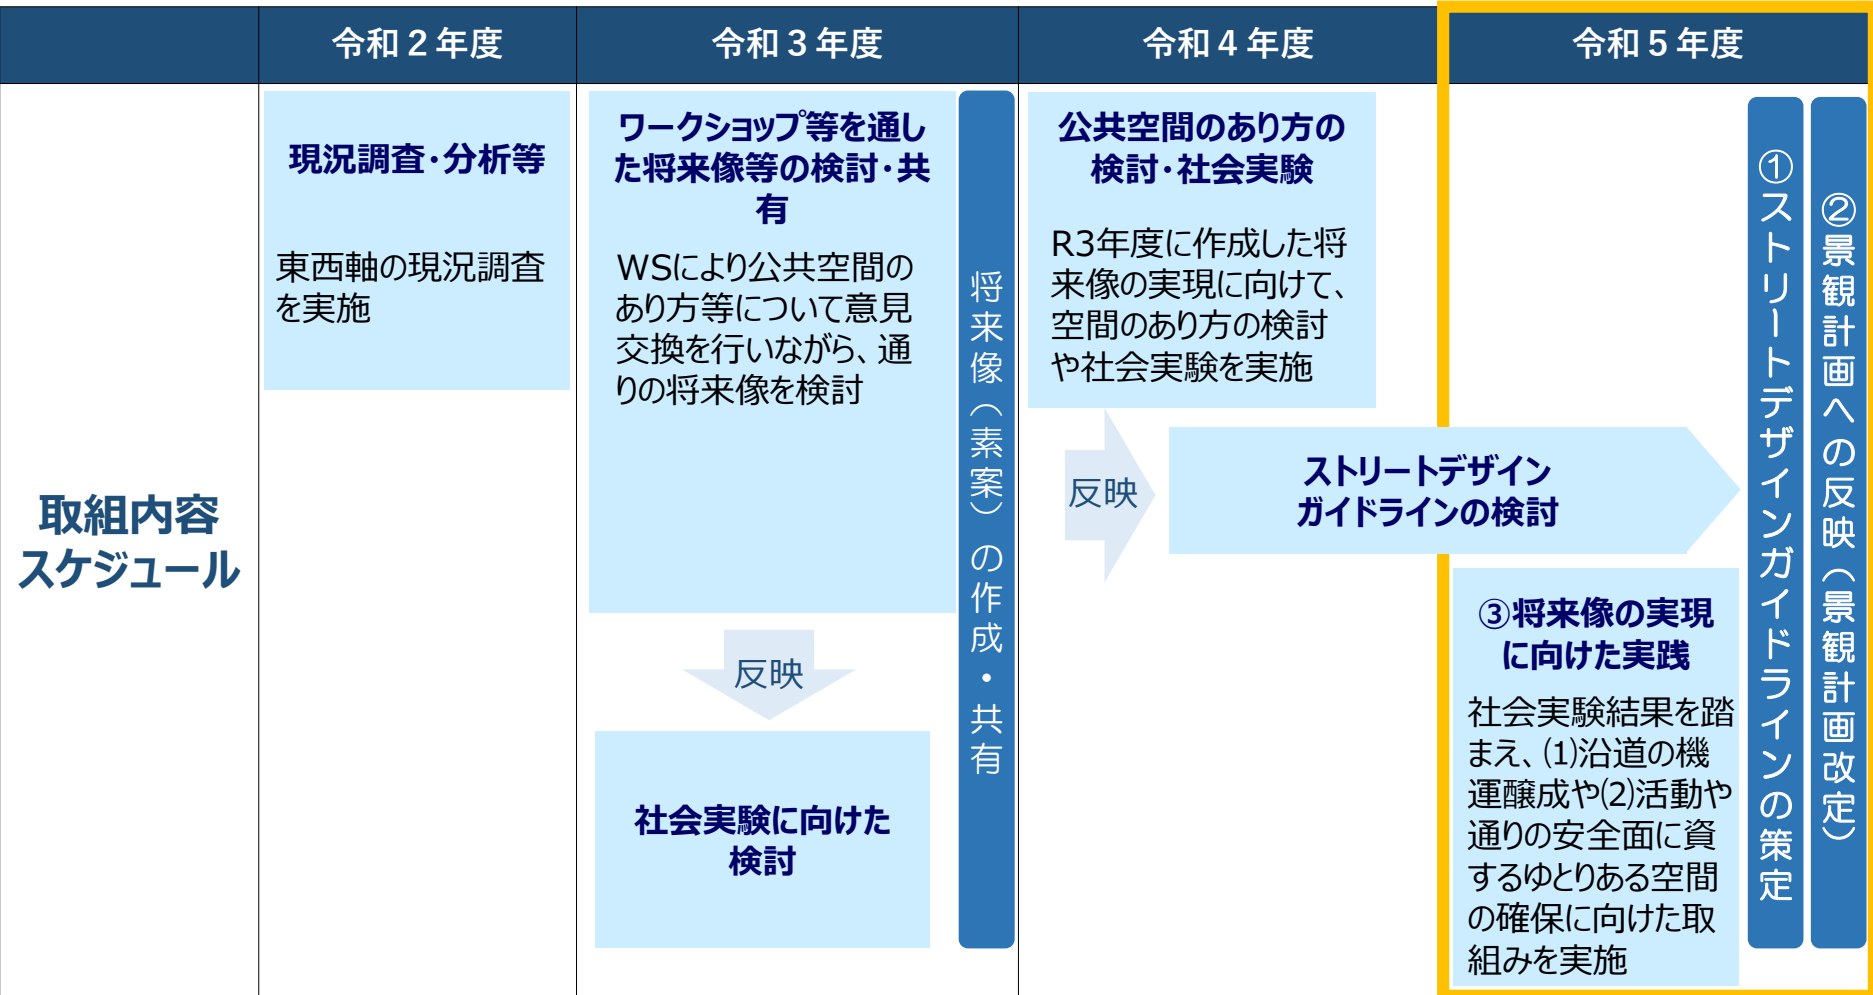 令和２年度
令和３年度
令和４年度
令和５年度
取組内容
スケジュール
現況調査・分析等
東西軸の現況調査
を実施
ワークショップ等を通し
た将来像等の検討・共
有
WSにより公共空間の
あり方等について意見
交換を行いながら、通
りの将来像を検討
反映
社会実験に向けた
検討
将来像（素案）の作成・共有
公共空間のあり方の
検討・社会実験
R3年度に作成した将
来像の実現に向けて、
空間のあり方の検討
や社会実験を実施
反映
ストリートデザイン
ガイドラインの検討
③将来像の実現
に向けた実践
社会実験結果を踏
まえ、⑴沿道の機
運醸成や⑵活動や
通りの安全面に資
するゆとりある空間
の確保に向けた取
組みを実施
①ストリートデザインガイドラインの策定
②景観計画への反映（景観計画改定）